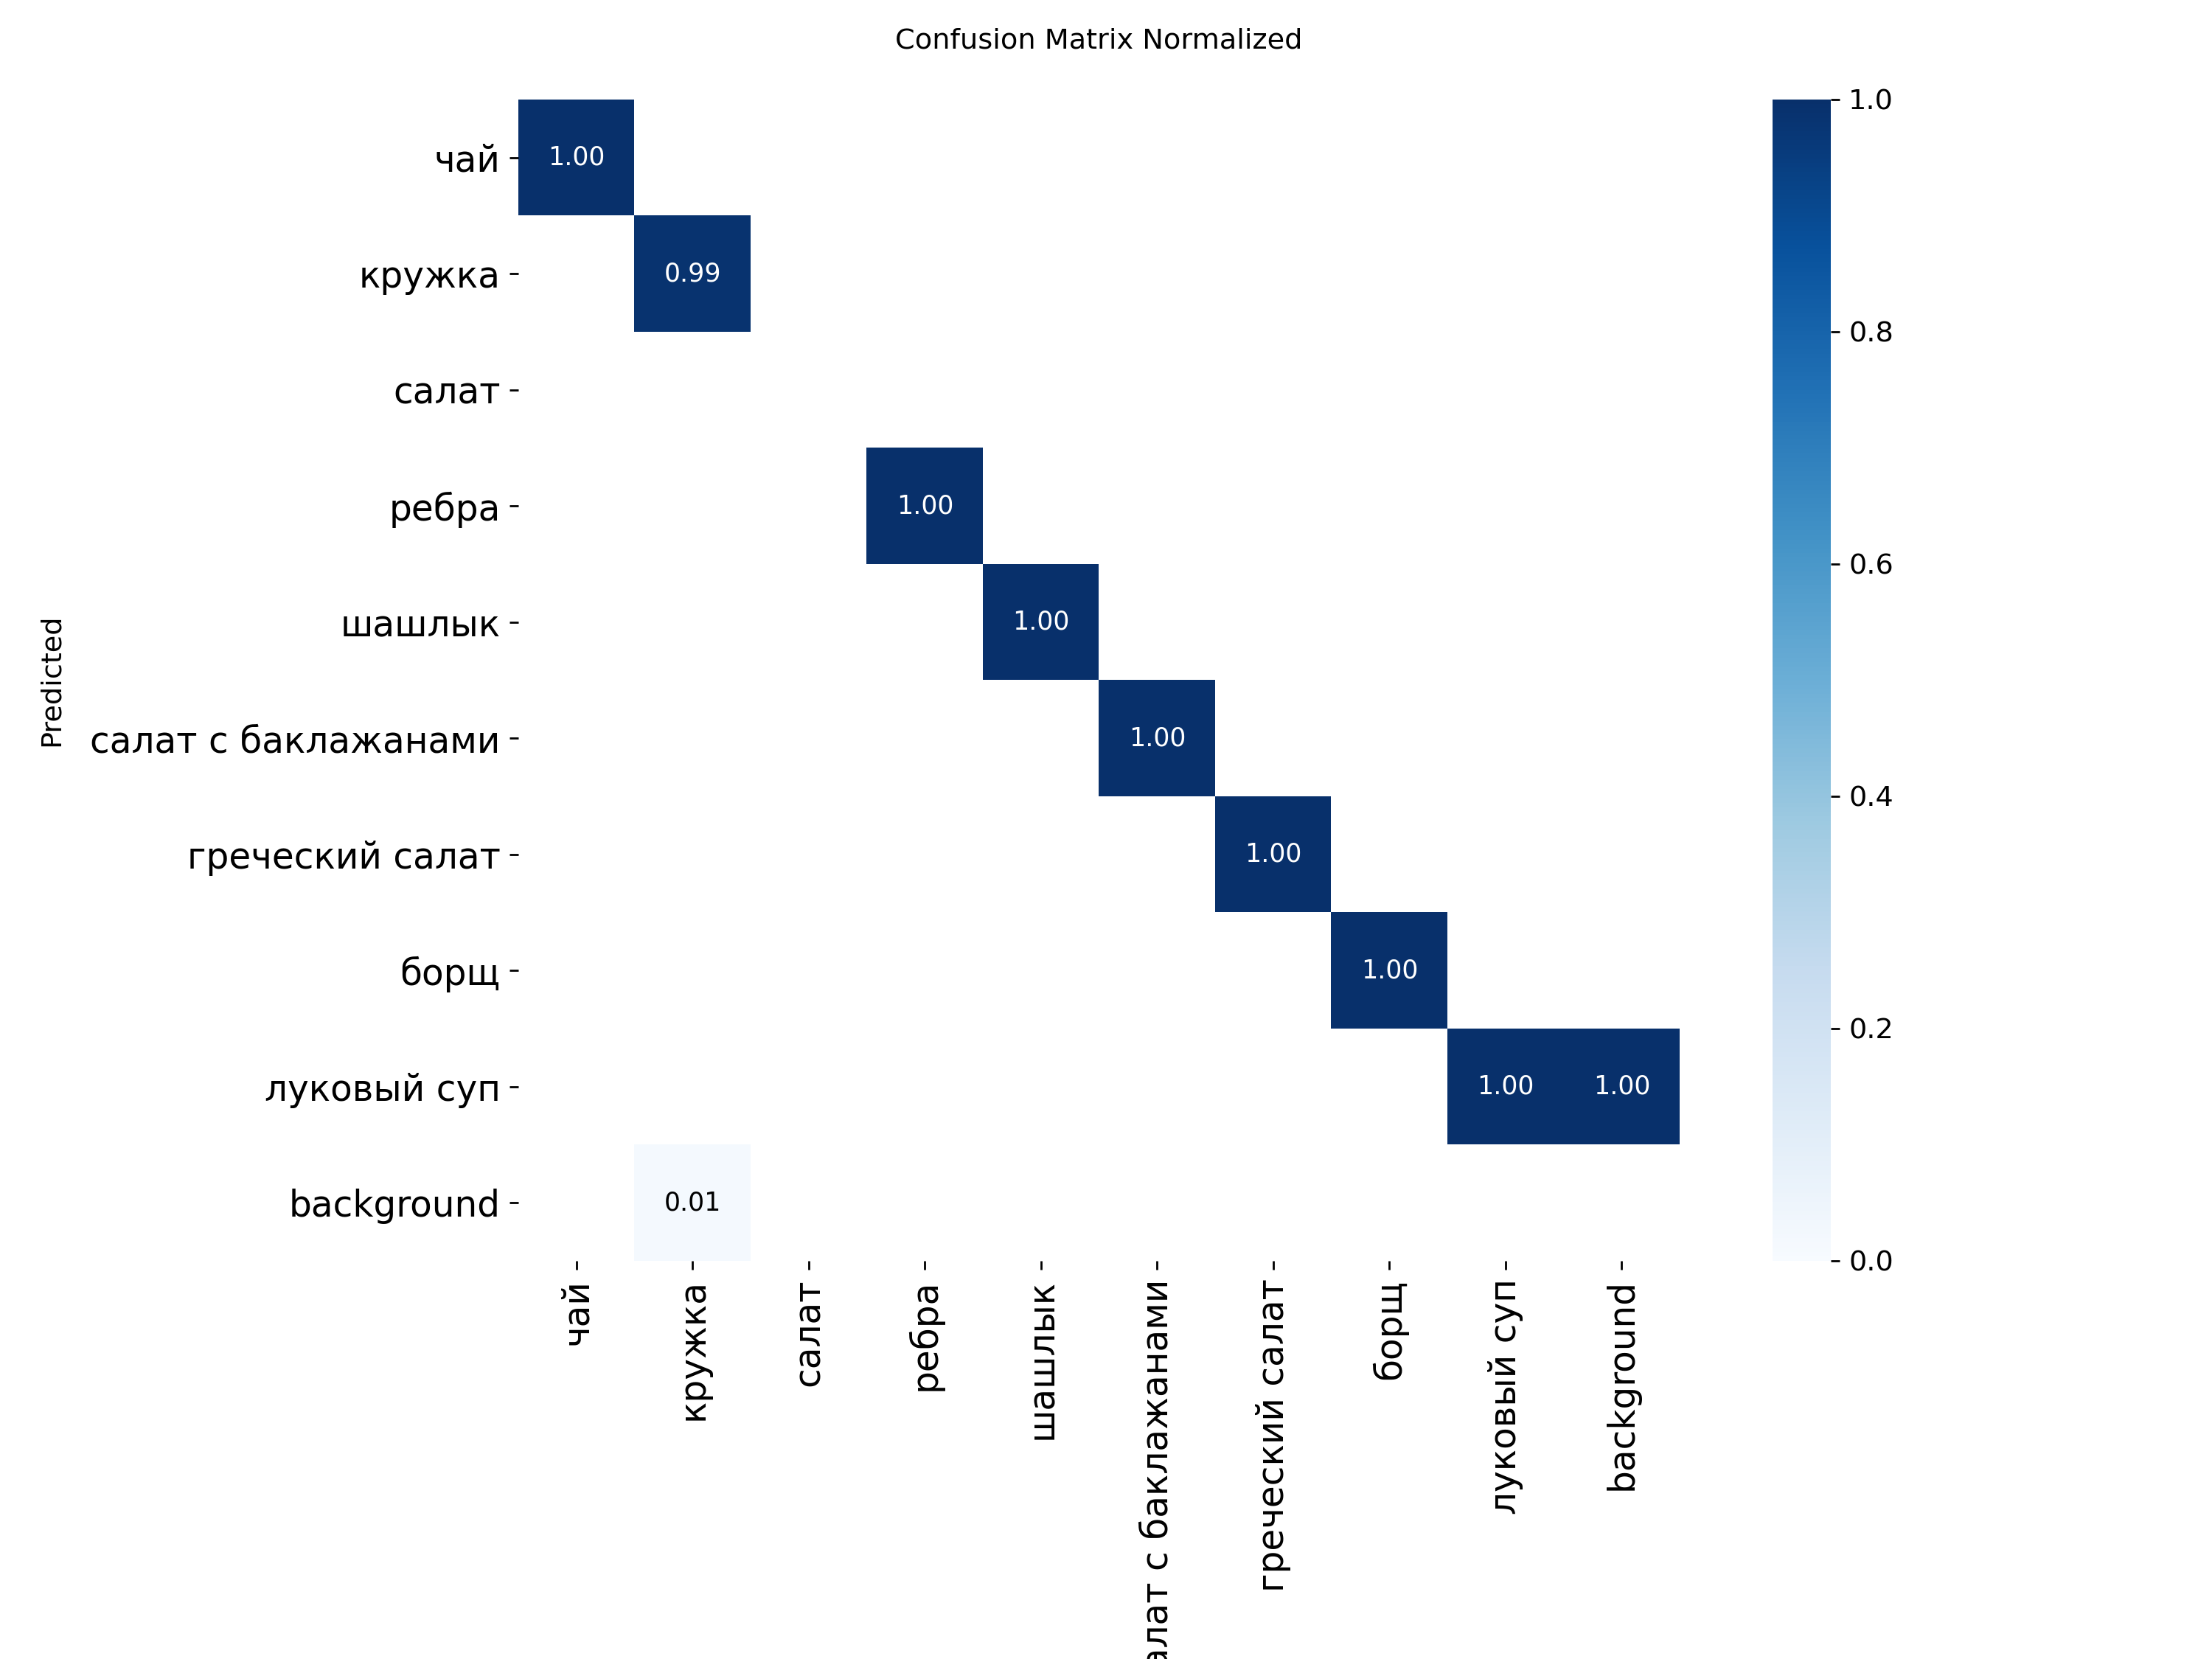 Confusion Matrix Normalized
Predicted
чай
кружка
салат
ребра
шашлык
салат с баклажанами
греческий салат
борщ
луковый суп
background
1.00
0.99
1.00
1.00
1.00
1.00
1.00
1.00 1.00
0.01
чай
кружка
салат
ребра
шашлык
алат с баклажанами
греческий салат
борщ
луковый суп
background
1.0
0.8
0.6
0.4
0.2
0.0